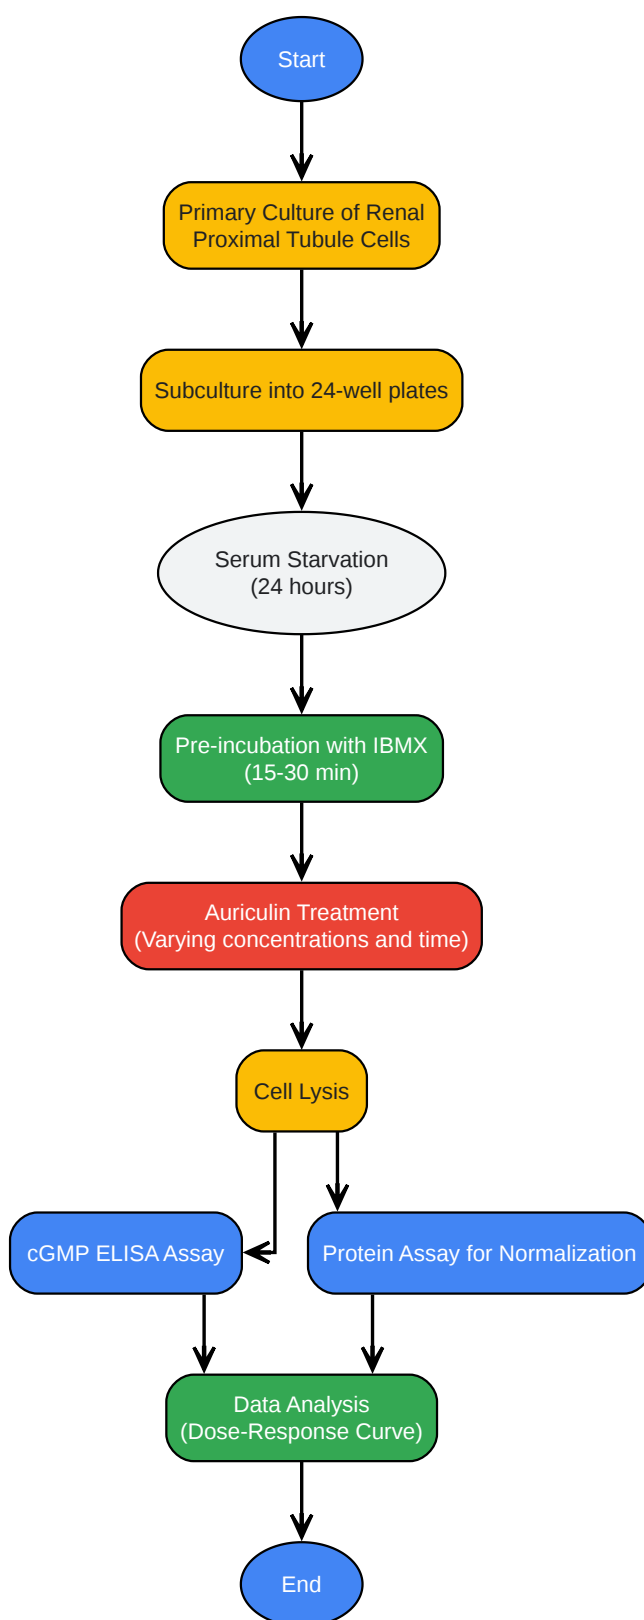 Start
Primary Culture of Renal
Proximal Tubule Cells
Subculture into 24-well plates
Serum Starvation
(24 hours)
Pre-incubation with IBMX
(15-30 min)
Auriculin Treatment
(Varying concentrations and time)
Cell Lysis
cGMP ELISA Assay
Protein Assay for Normalization
Data Analysis
(Dose-Response Curve)
End